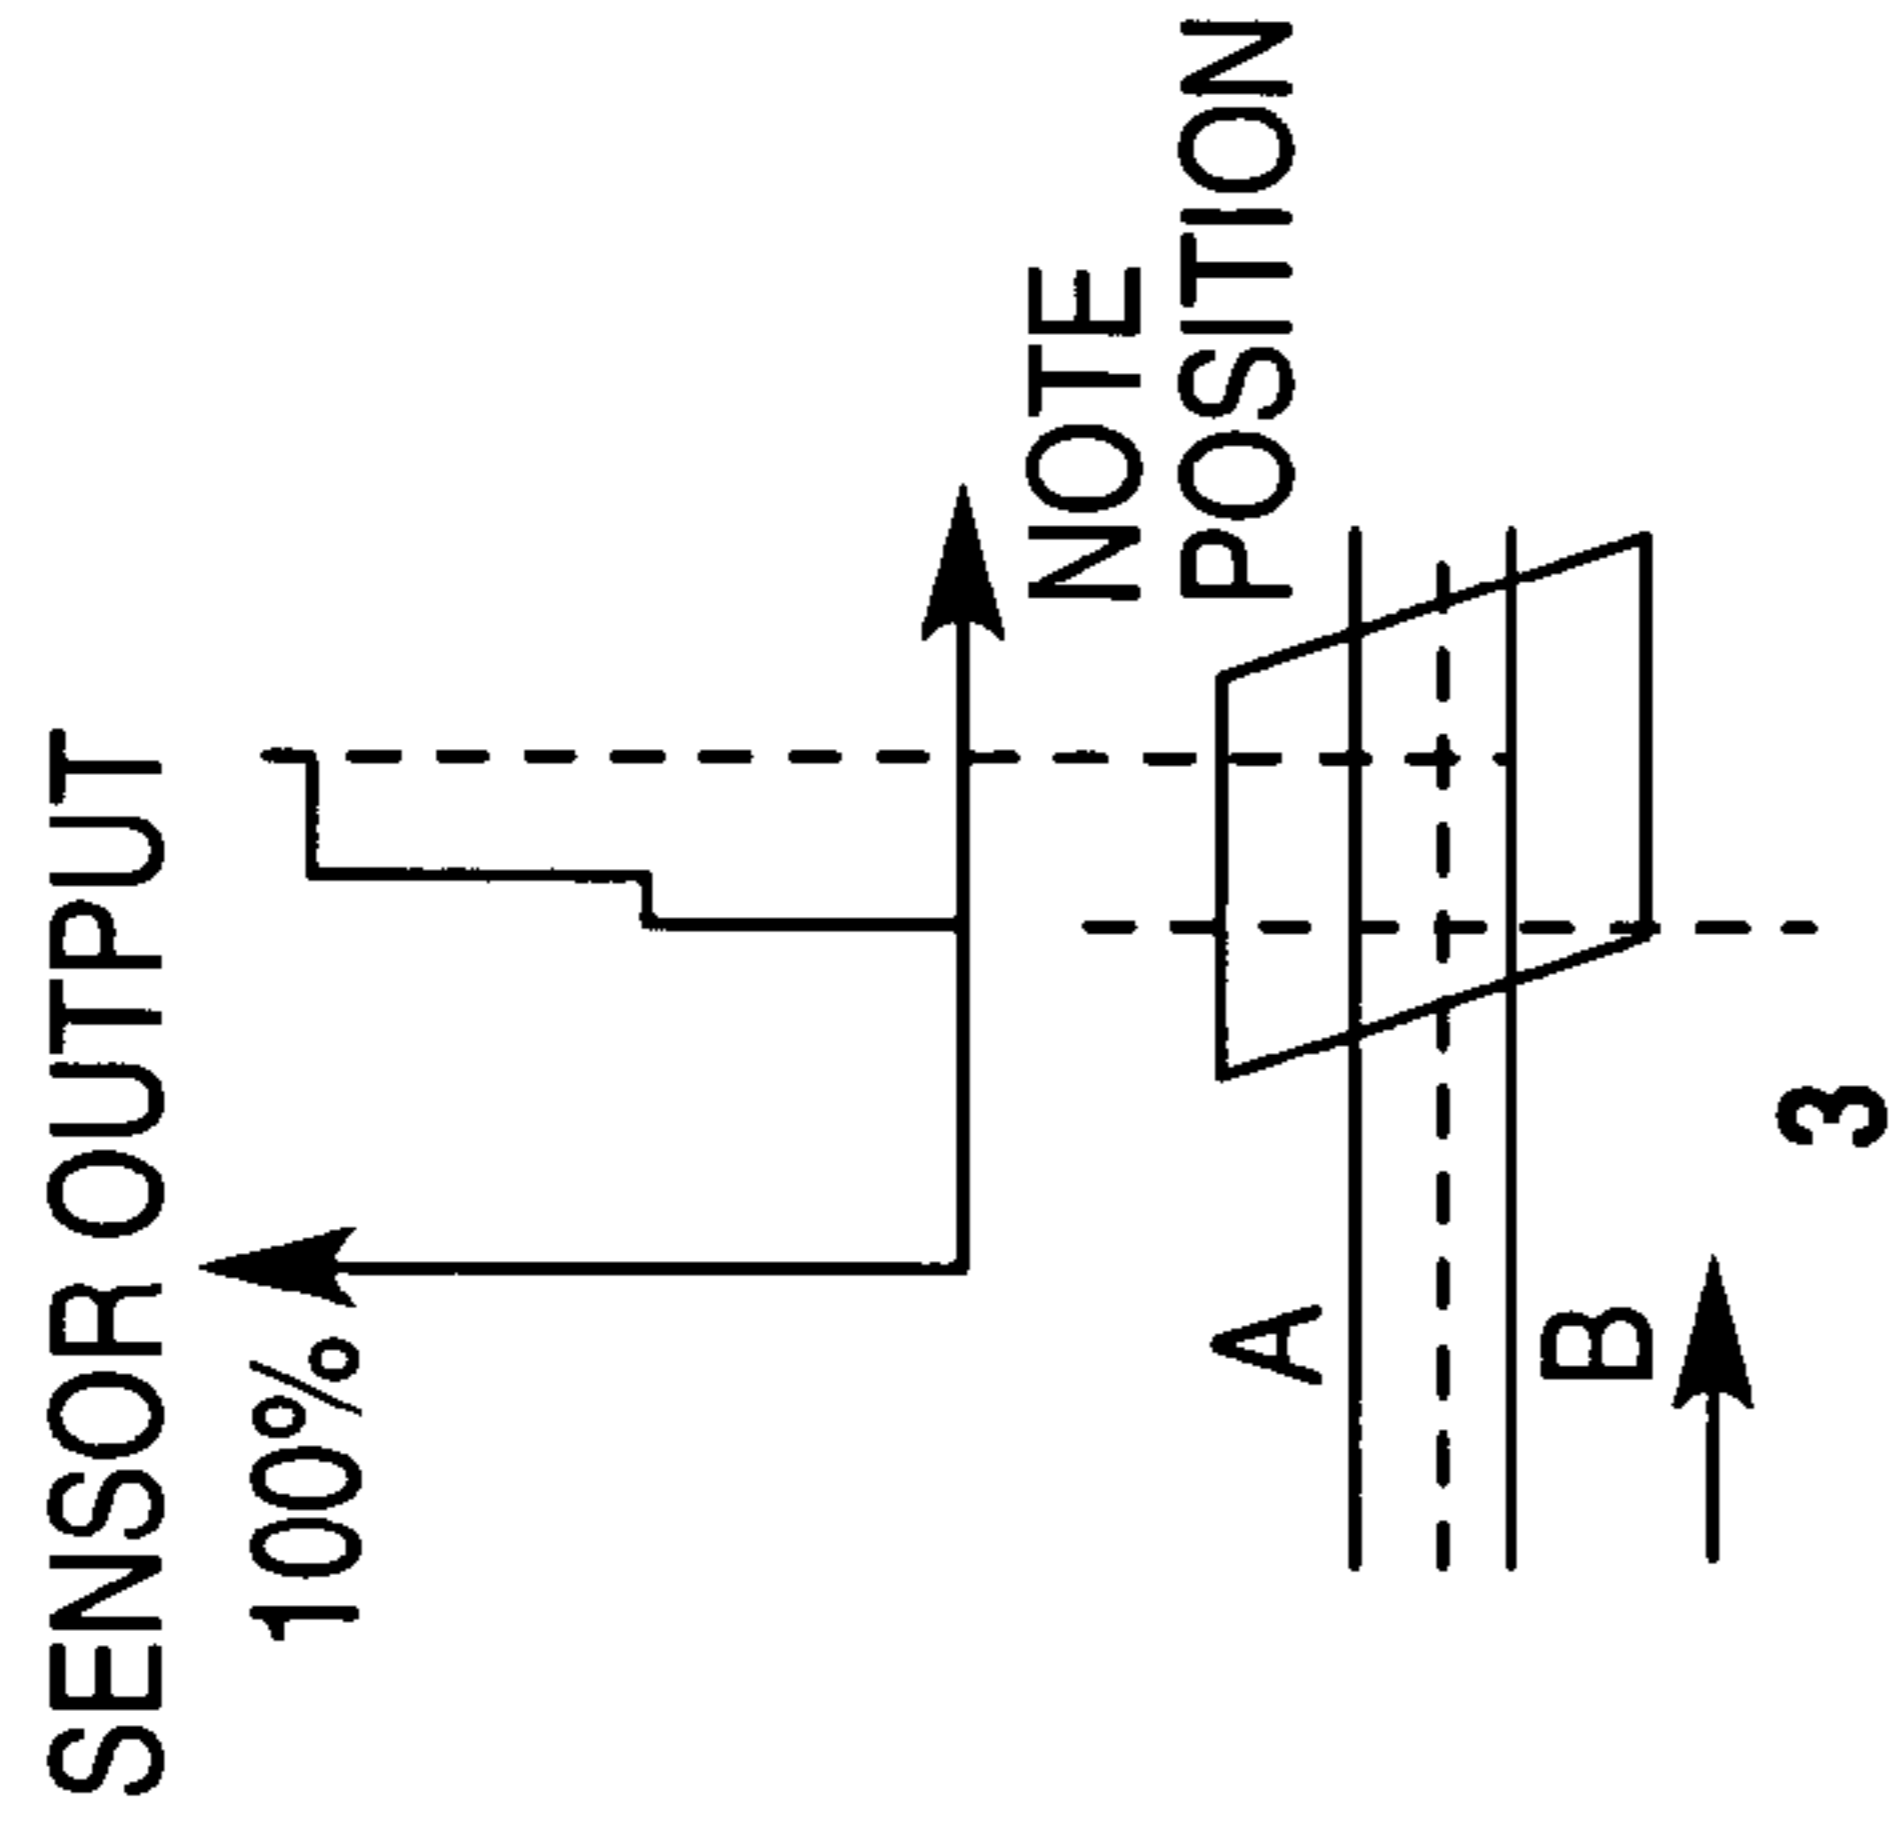 SENSOR OUTPUT
100%
NOTE
POSITION
A
B
3